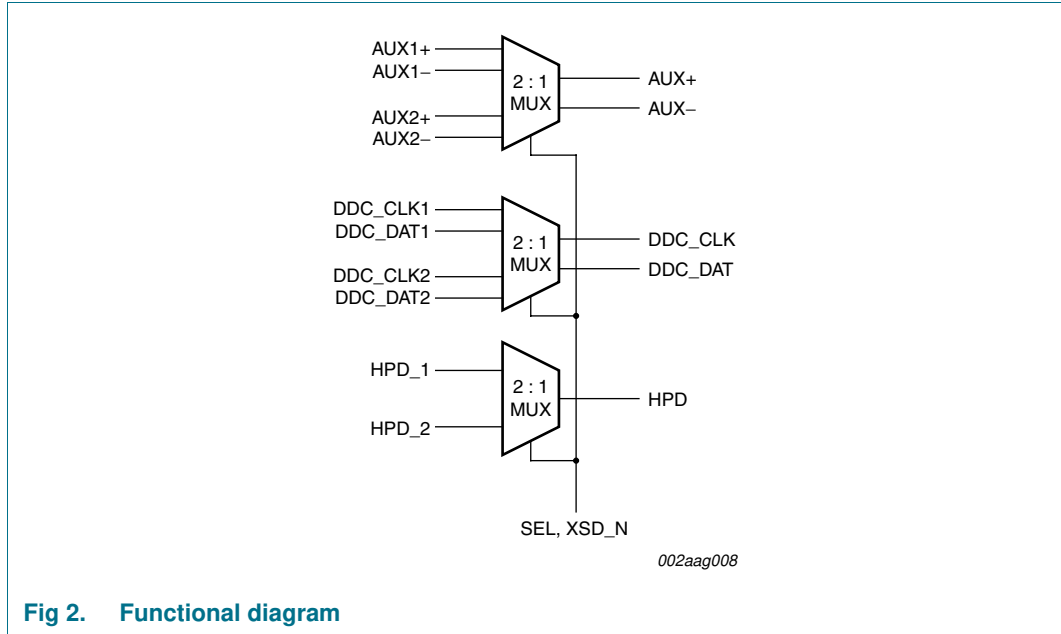 AUX1+
AUX1−
AUX2+
AUX2−
2 : 1
MUX
AUX+
AUX−
DDC_CLK1
DDC_DAT1
DDC_CLK2
DDC_DAT2
2 : 1
MUX
DDC_CLK
DDC_DAT
HPD_1
HPD_2
2 : 1
MUX
HPD
SEL, XSD_N
002aag008
Fig 2. Functional diagram